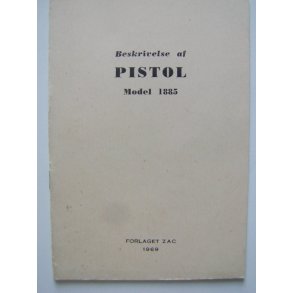 Beskrivelse af
PISTOL
Model 1885
FORLAGET ZAC
1969